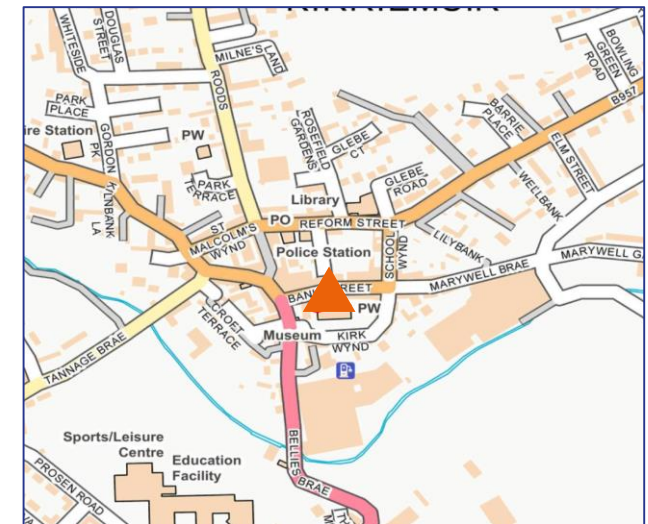 KIRRIEMUIR
WHITESIDE
DOUGLAS
STREET
ROODS
MILNE'S
LAND
BOWLING
GREEN
ROAD
B957
PARK
PLACE
ire Station
GORDON
PK
PW
ROSEFIELD
GARDENS
GLEBE
CT
BARRIE
PLACE
ELM STREET
KILNBANK
LA
PARK
TERRACE
GLEBE
ROAD
WELLBANK
Library
PO
REFORM STREET
ST
MALCOLM'S
WYND
Police Station
SCHOOL
WYND
LILYBANK
MARYWELL BRAE
MARYWELL G
BANK STREET
PW
CROFT
TERRACE
Museum
KIRK
WYND
TANNAGE BRAE
BELLIES
BRAE
Sports/Leisure
Centre
Education
Facility
PROSEN ROAD